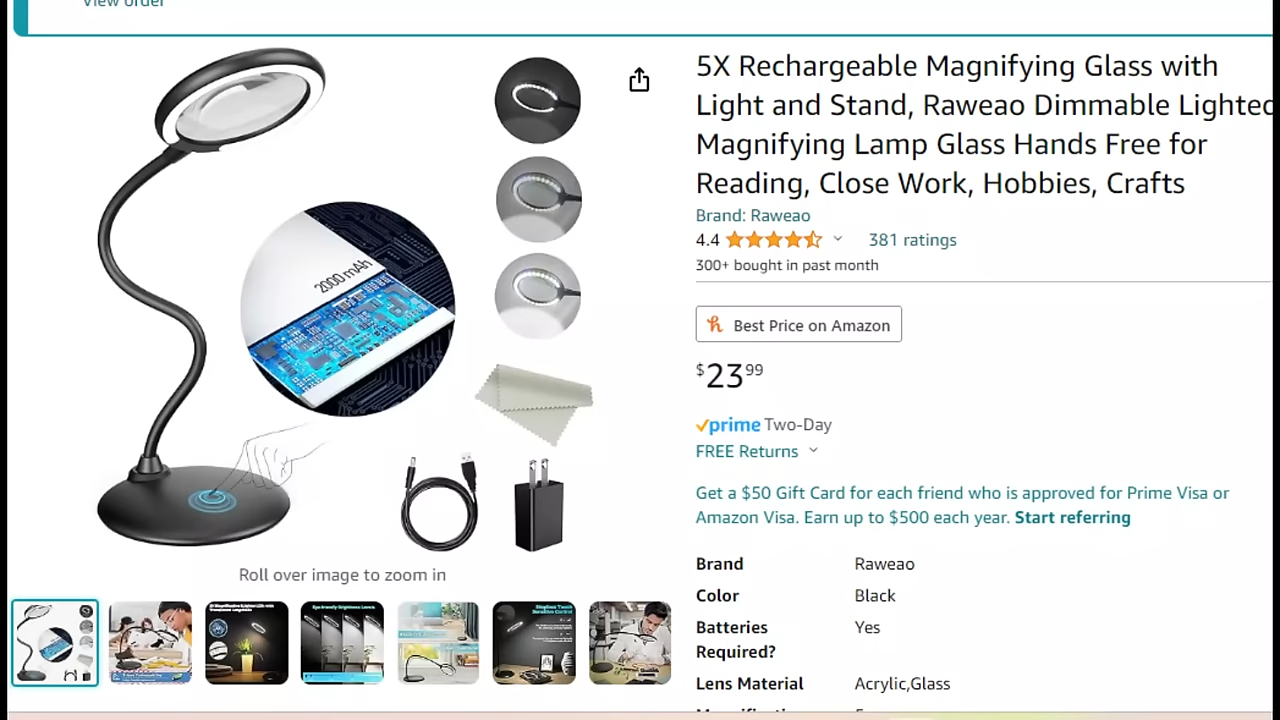 View order
5X Rechargeable Magnifying Glass with
Light and Stand, Raweao Dimmable Lighted
Magnifying Lamp Glass Hands Free for
Reading, Close Work, Hobbies, Crafts
Brand: Raweao
4.4
381 ratings
300+ bought in past month
Best Price on Amazon
$23.99
prime Two-Day
FREE Returns
Get a $50 Gift Card for each friend who is approved for Prime Visa or
Amazon Visa. Earn up to $500 each year. Start referring
Brand Raweao
Color Black
Batteries Yes
Required?
Lens Material Acrylic,Glass
2000 mAh
Roll over image to zoom in